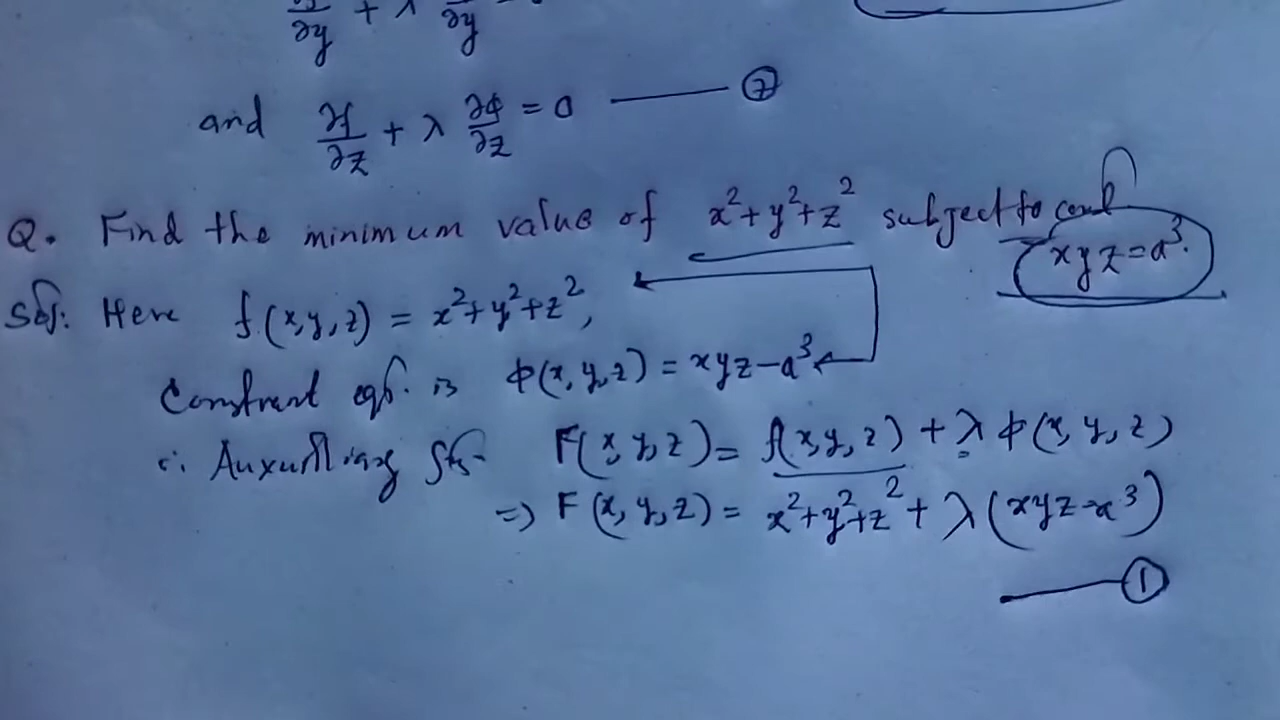 ∂y + λ ∂y
and ∂f/∂z + λ ∂φ/∂z = 0 —— ⑦
Q. Find the minimum value of x²+y²+z² subject to cond
xyz=a³.
Sol: Here f(x,y,z) = x²+y²+z²,
Constraint eqn. is φ(x,y,z) = xyz-a³
∴ Auxilliary fn- F(x,y,z) = f(x,y,z) + λ φ(x,y,z)
=> F(x,y,z) = x²+y²+z² + λ(xyz-a³)
—— ①